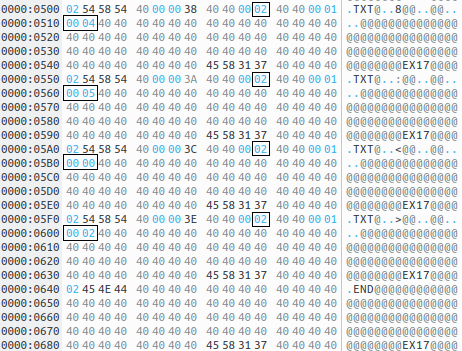 0000:0500 02 54 58 54 40 00 00 38 40 40 00 02 40 40 00 01 .TXT@..8@@..@@..
0000:0510 00 04 40 40 40 40 40 40 40 40 40 40 40 40 40 40 ..@@@@@@@@@@@@@@
0000:0520 40 40 40 40 40 40 40 40 40 40 40 40 40 40 40 40 @@@@@@@@@@@@@@@@
0000:0530 40 40 40 40 40 40 40 40 40 40 40 40 40 40 40 40 @@@@@@@@@@@@@@@@
0000:0540 40 40 40 40 40 40 40 40 45 58 31 37 40 40 40 40 @@@@@@@@EX17@@@@
0000:0550 02 54 58 54 40 00 00 3A 40 40 00 02 40 40 00 01 .TXT@..:@@..@@..
0000:0560 00 05 40 40 40 40 40 40 40 40 40 40 40 40 40 40 ..@@@@@@@@@@@@@@
0000:0570 40 40 40 40 40 40 40 40 40 40 40 40 40 40 40 40 @@@@@@@@@@@@@@@@
0000:0580 40 40 40 40 40 40 40 40 40 40 40 40 40 40 40 40 @@@@@@@@@@@@@@@@
0000:0590 40 40 40 40 40 40 40 40 45 58 31 37 40 40 40 40 @@@@@@@@EX17@@@@
0000:05A0 02 54 58 54 40 00 00 3C 40 40 00 02 40 40 00 01 .TXT@..<@@..@@..
0000:05B0 00 00 40 40 40 40 40 40 40 40 40 40 40 40 40 40 ..@@@@@@@@@@@@@@
0000:05C0 40 40 40 40 40 40 40 40 40 40 40 40 40 40 40 40 @@@@@@@@@@@@@@@@
0000:05D0 40 40 40 40 40 40 40 40 40 40 40 40 40 40 40 40 @@@@@@@@@@@@@@@@
0000:05E0 40 40 40 40 40 40 40 40 45 58 31 37 40 40 40 40 @@@@@@@@EX17@@@@
0000:05F0 02 54 58 54 40 00 00 3E 40 40 00 02 40 40 00 01 .TXT@..>@@..@@..
0000:0600 00 02 40 40 40 40 40 40 40 40 40 40 40 40 40 40 ..@@@@@@@@@@@@@@
0000:0610 40 40 40 40 40 40 40 40 40 40 40 40 40 40 40 40 @@@@@@@@@@@@@@@@
0000:0620 40 40 40 40 40 40 40 40 40 40 40 40 40 40 40 40 @@@@@@@@@@@@@@@@
0000:0630 40 40 40 40 40 40 40 40 45 58 31 37 40 40 40 40 @@@@@@@@EX17@@@@
0000:0640 02 45 4E 44 40 40 40 40 40 40 40 40 40 40 40 40 .END@@@@@@@@@@@@
0000:0650 40 40 40 40 40 40 40 40 40 40 40 40 40 40 40 40 @@@@@@@@@@@@@@@@
0000:0660 40 40 40 40 40 40 40 40 40 40 40 40 40 40 40 40 @@@@@@@@@@@@@@@@
0000:0670 40 40 40 40 40 40 40 40 40 40 40 40 40 40 40 40 @@@@@@@@@@@@@@@@
0000:0680 40 40 40 40 40 40 40 40 45 58 31 37 40 40 40 40 @@@@@@@@EX17@@@@